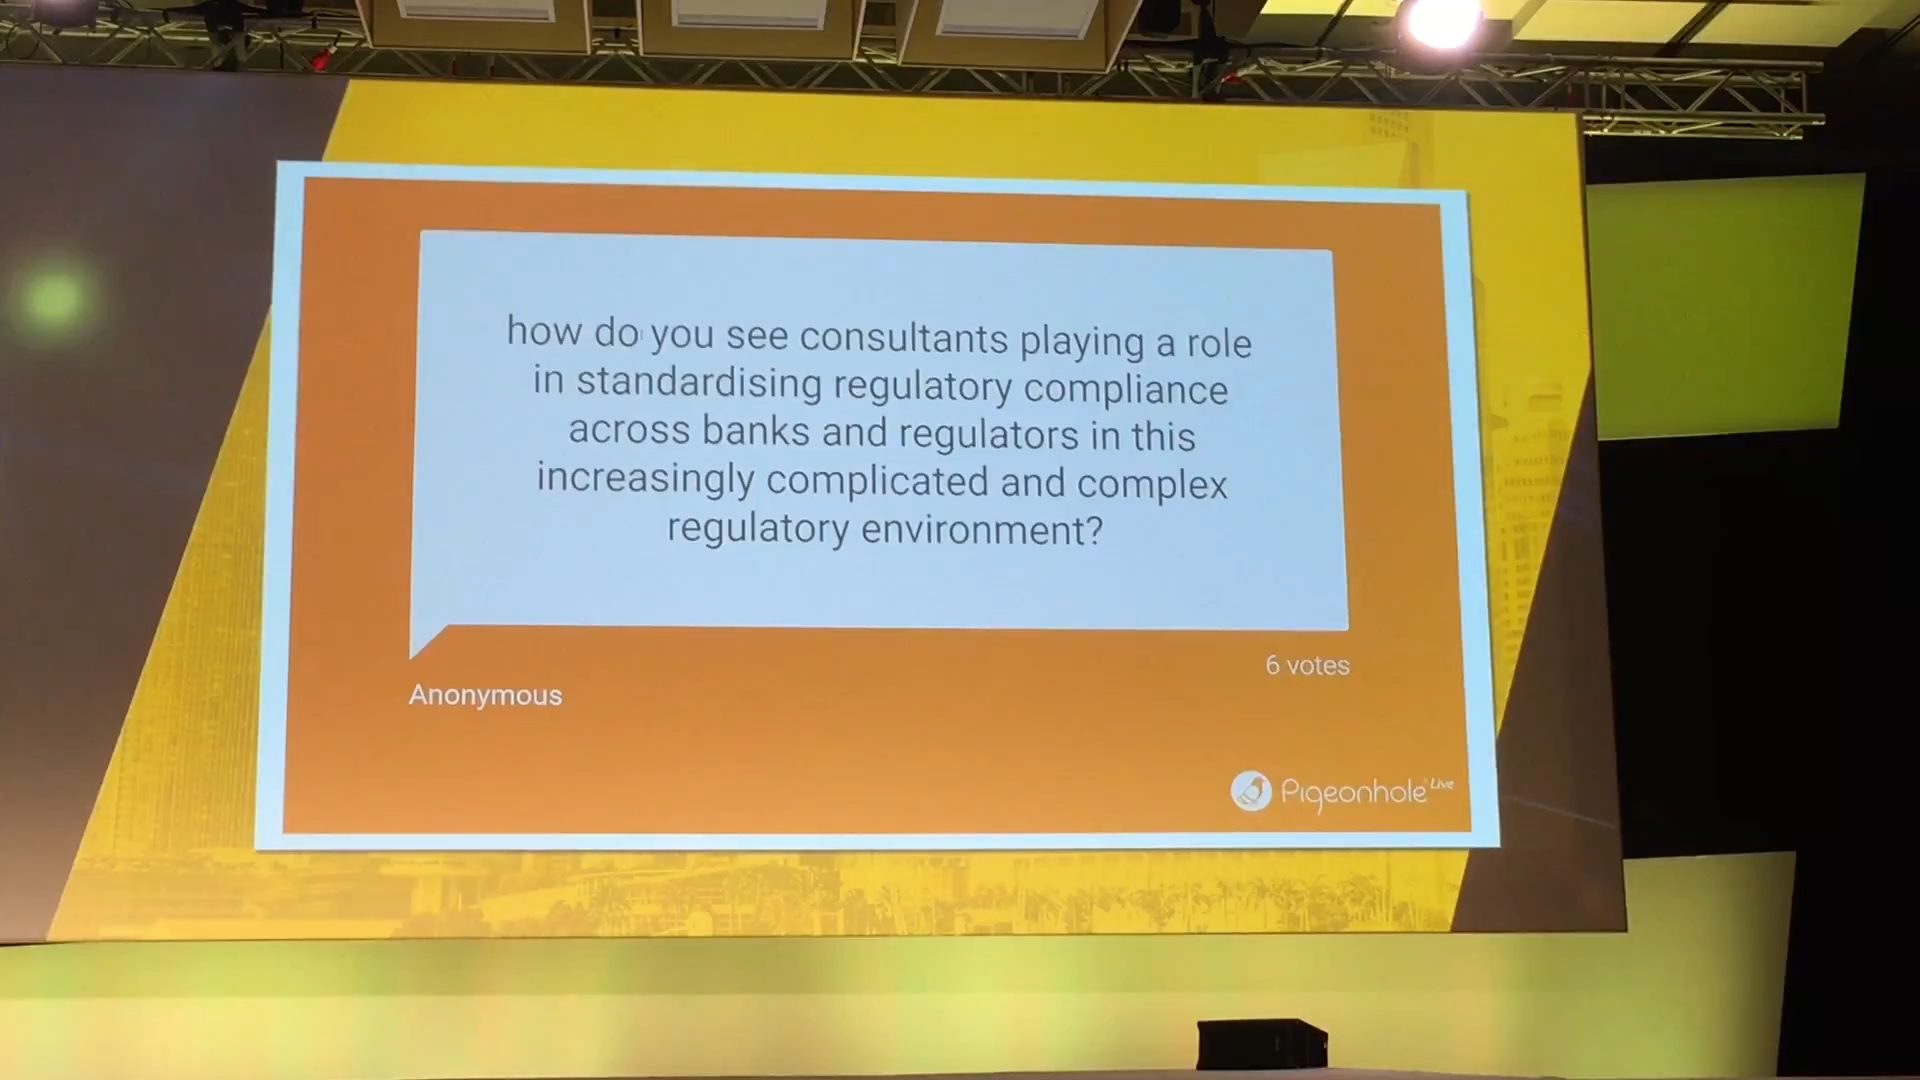 how do you see consultants playing a role
in standardising regulatory compliance
across banks and regulators in this
increasingly complicated and complex
regulatory environment?
6 votes
Anonymous
Pigeonhole Live